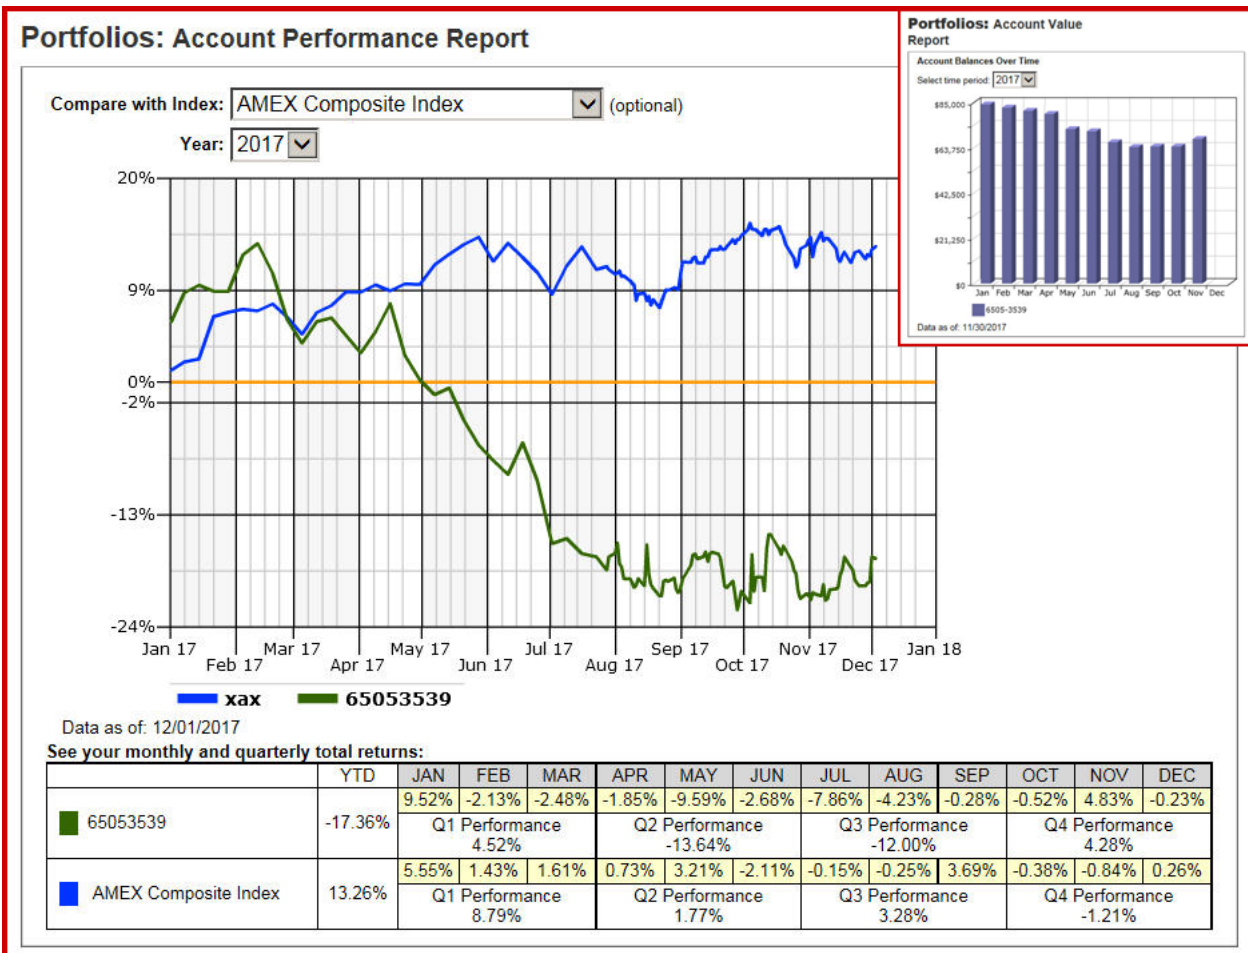 Portfolios: Account Performance Report
Compare with Index: AMEX Composite Index (optional)
Year: 2017
20%
9%
0%
-2%
-13%
-24%
Jan 17 Feb 17 Mar 17 Apr 17 May 17 Jun 17 Jul 17 Aug 17 Sep 17 Oct 17 Nov 17 Dec 17 Jan 18
xax 65053539
Data as of: 12/01/2017
See your monthly and quarterly total returns:
YTD JAN FEB MAR APR MAY JUN JUL AUG SEP OCT NOV DEC
65053539 -17.36% 9.52% -2.13% -2.48% -1.85% -9.59% -2.68% -7.86% -4.23% -0.28% -0.52% 4.83% -0.23%
Q1 Performance Q2 Performance Q3 Performance Q4 Performance
4.52% -13.64% -12.00% 4.28%
AMEX Composite Index 13.26% 5.55% 1.43% 1.61% 0.73% 3.21% -2.11% -0.15% -0.25% 3.69% -0.38% -0.84% 0.26%
Q1 Performance Q2 Performance Q3 Performance Q4 Performance
8.79% 1.77% 3.28% -1.21%
Portfolios: Account Value
Report
Account Balances Over Time
Select time period: 2017
$85,000
$63,750
$42,500
$21,250
$0
Jan Feb Mar Apr May Jun Jul Aug Sep Oct Nov Dec
6505-3539
Data as of: 11/30/2017